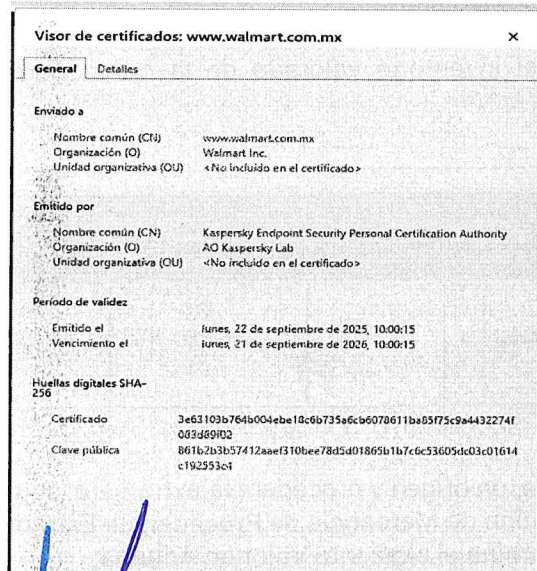 Visor de certificados: www.walmart.com.mx ×
General Detalles
Enviado a
Nombre común (CN) www.walmart.com.mx
Organización (O) Walmart Inc.
Unidad organizativa (OU) <No incluido en el certificado>
Emitido por
Nombre común (CN) Kaspersky Endpoint Security Personal Certification Authority
Organización (O) AO Kaspersky Lab
Unidad organizativa (OU) <No incluido en el certificado>
Período de validez
Emitido el lunes, 22 de septiembre de 2025, 10:00:15
Vencimiento el lunes, 21 de septiembre de 2026, 10:00:15
Huellas digitales SHA-
256
Certificado
Clave pública